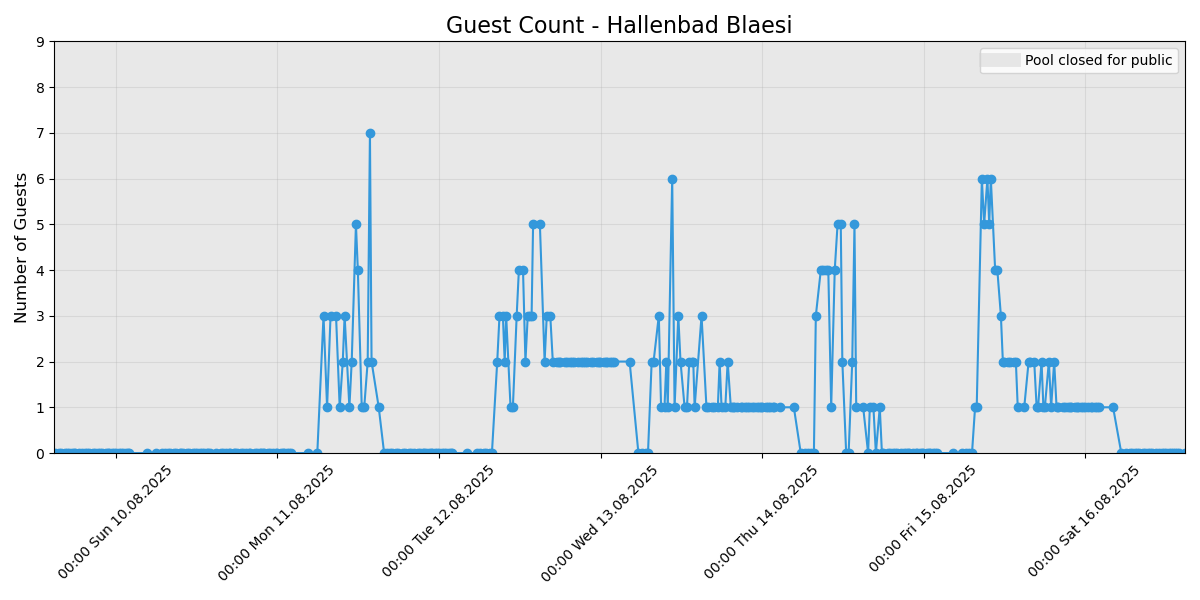 Guest Count - Hallenbad Blaesi
Pool closed for public
Number of Guests
9
8
7
6
5
4
3
2
1
0
00:00 Sun 10.08.2025
00:00 Mon 11.08.2025
00:00 Tue 12.08.2025
00:00 Wed 13.08.2025
00:00 Thu 14.08.2025
00:00 Fri 15.08.2025
00:00 Sat 16.08.2025